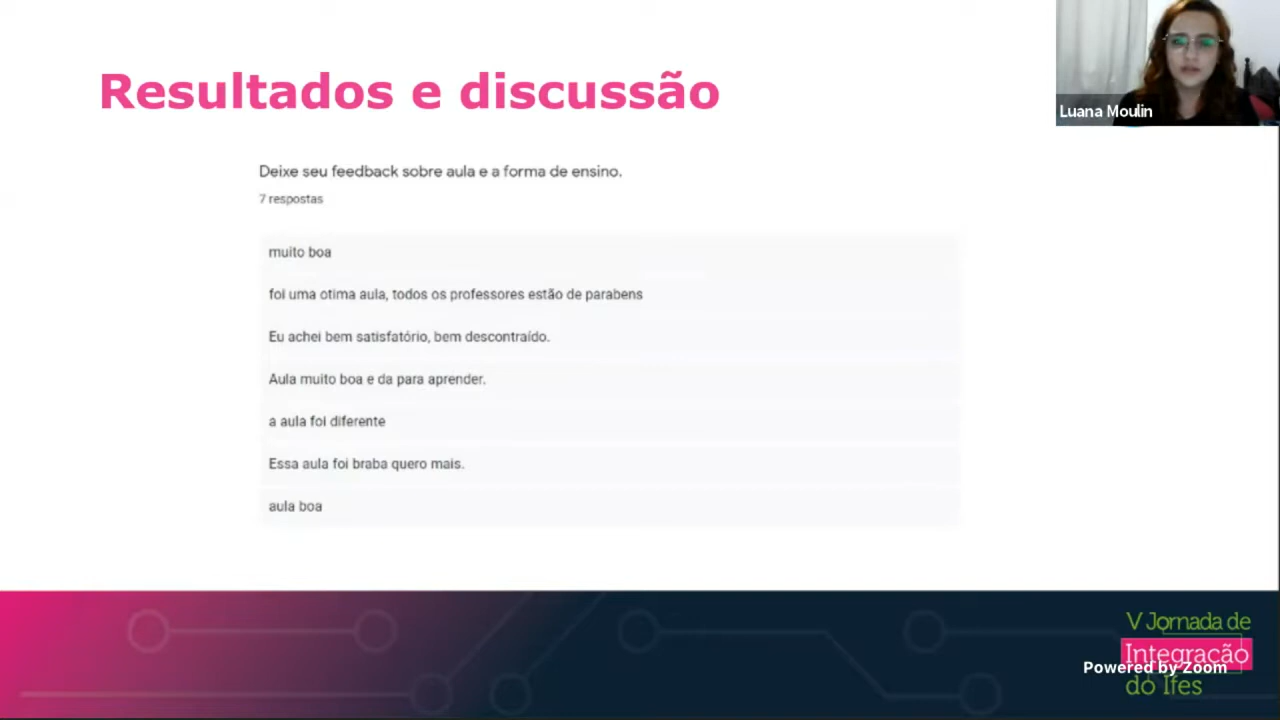 Resultados e discussão
Luana Moulin
Deixe seu feedback sobre aula e a forma de ensino.
7 respostas
muito boa
foi uma otima aula, todos os professores estão de parabens
Eu achei bem satisfatório, bem descontraído.
Aula muito boa e da para aprender.
a aula foi diferente
Essa aula foi braba quero mais.
aula boa
V Jornada de
Integração
Powered by Zoom
do Ifes